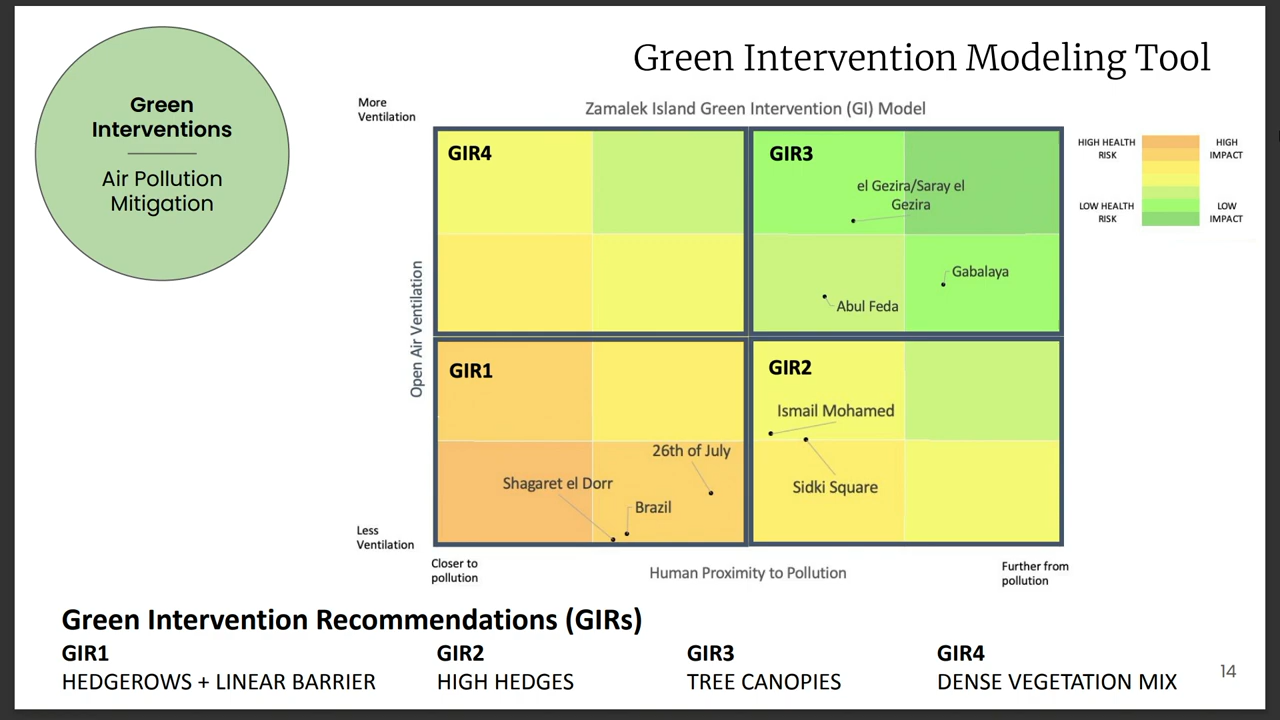 Green
Interventions
Air Pollution
Mitigation
Green Intervention Modeling Tool
Zamalek Island Green Intervention (GI) Model
More
Ventilation
Open Air Ventilation
Less
Ventilation
GIR4
GIR3
el Gezira/Saray el
Gezira
Gabalaya
Abul Feda
GIR1
26th of July
Shagaret el Dorr
Brazil
GIR2
Ismail Mohamed
Sidki Square
HIGH HEALTH
RISK
HIGH
IMPACT
LOW HEALTH
RISK
LOW
IMPACT
Closer to
pollution
Human Proximity to Pollution
Further from
pollution
Green Intervention Recommendations (GIRs)
GIR1
HEDGEROWS + LINEAR BARRIER
GIR2
HIGH HEDGES
GIR3
TREE CANOPIES
GIR4
DENSE VEGETATION MIX
14